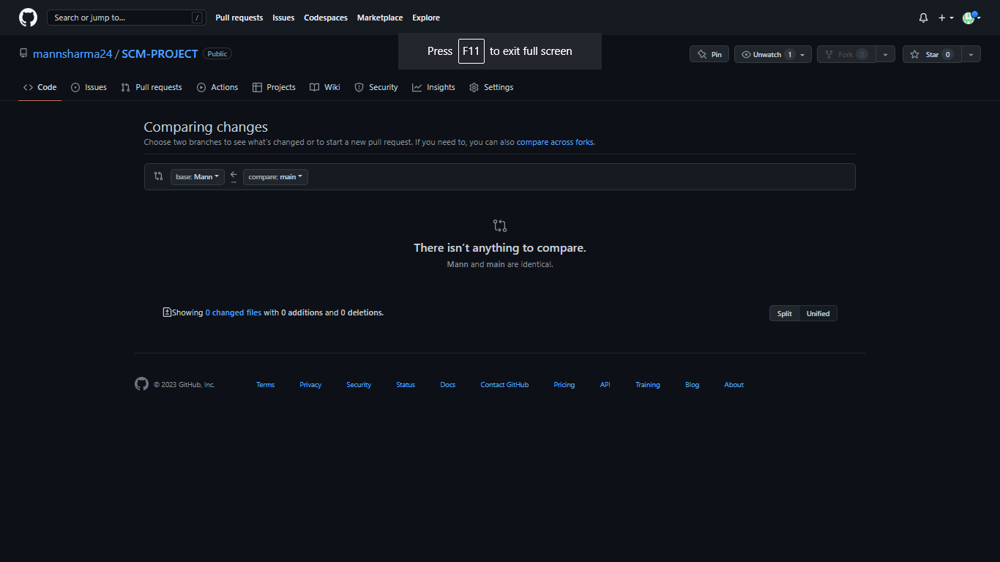 Search or jump to... /
Pull requests Issues Codespaces Marketplace Explore
Press F11 to exit full screen
mannsharma24 / SCM-PROJECT Public
Pin Unwatch 1 Fork 0 Star 0
Code Issues Pull requests Actions Projects Wiki Security Insights Settings
Comparing changes
Choose two branches to see what's changed or to start a new pull request. If you need to, you can also compare across forks.
base: Mann ... compare: main
There isn't anything to compare.
Mann and main are identical.
Showing 0 changed files with 0 additions and 0 deletions.
Split Unified
© 2023 GitHub, Inc. Terms Privacy Security Status Docs Contact GitHub Pricing API Training Blog About